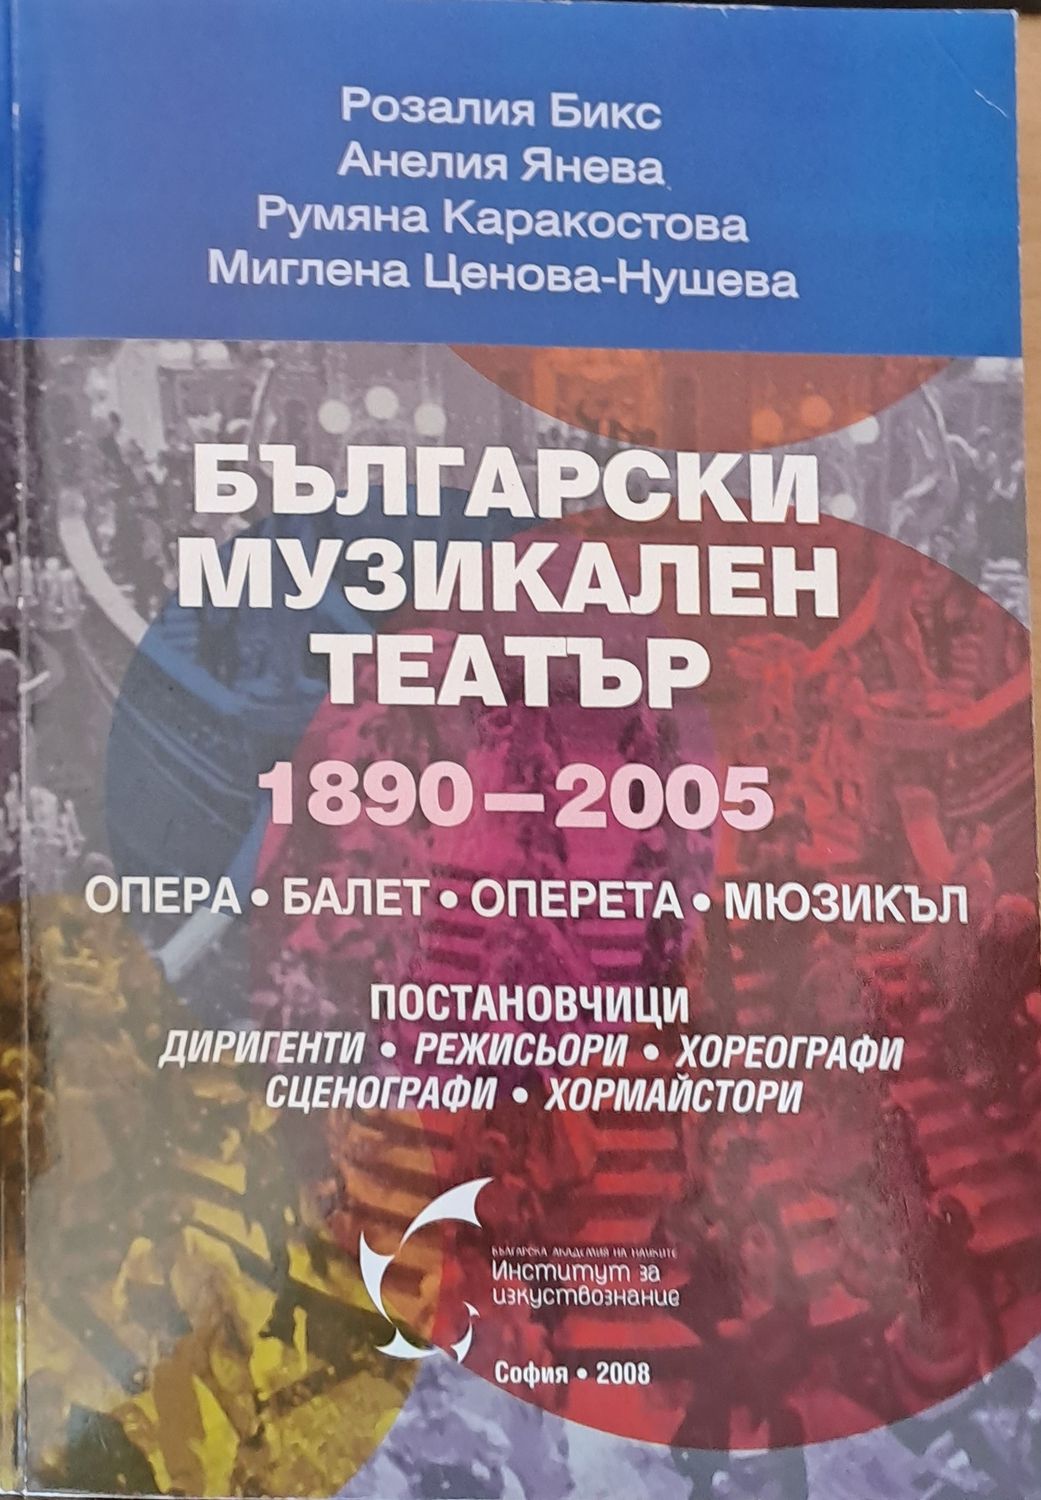 Розалия Бикс
Анелия Янева
Румяна Каракостова
Миглена Ценова-Нушева
БЪЛГАРСКИ
МУЗИКАЛЕН
ТЕАТЪР
1890 – 2005
ОПЕРА • БАЛЕТ • ОПЕРЕТА • МЮЗИКЪЛ
ПОСТАНОВЧИЦИ
ДИРИГЕНТИ • РЕЖИСЬОРИ • ХОРЕОГРАФИ
СЦЕНОГРАФИ • ХОРМАЙСТОРИ
БЪЛГАРСКА АКАДЕМИЯ НА НАУКИТЕ
Институт за
изкуствознание
София • 2008